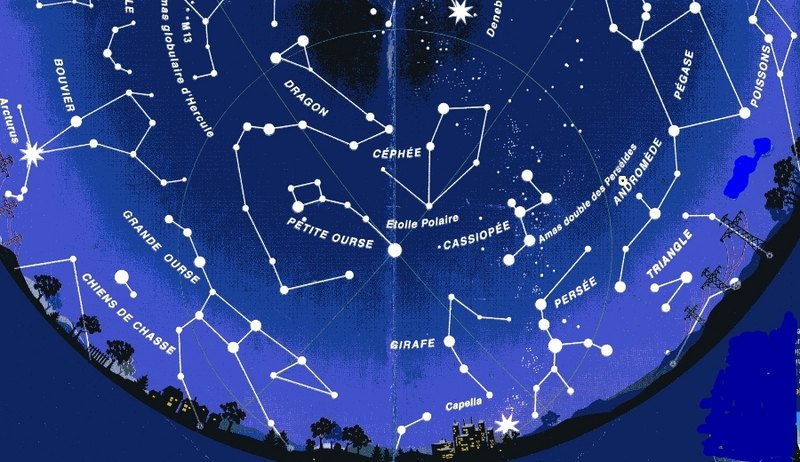 M13
amas globulaire d'Hercule
Deneb
DRAGON
BOUVIER
Arcturus
PÉGASE
POISSONS
CÉPHÉE
ANDROMÈDE
Amas double des Perséides
PETITE OURSE
Etoile Polaire
CASSIOPÉE
GRANDE OURSE
TRIANGLE
CHIENS DE CHASSE
PERSÉE
GIRAFE
Capella